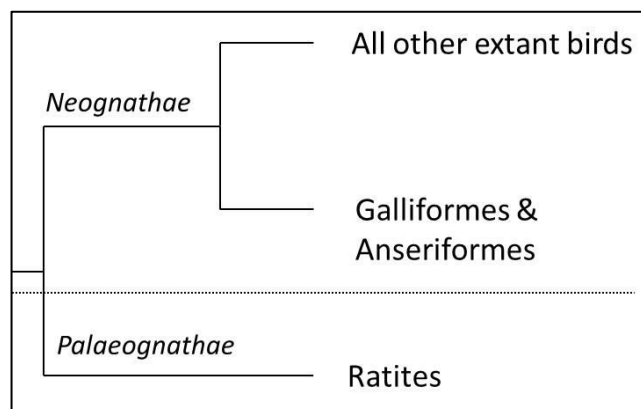 All other extant birds
Neognathae
Galliformes &
Anseriformes
Palaeognathae
Ratites